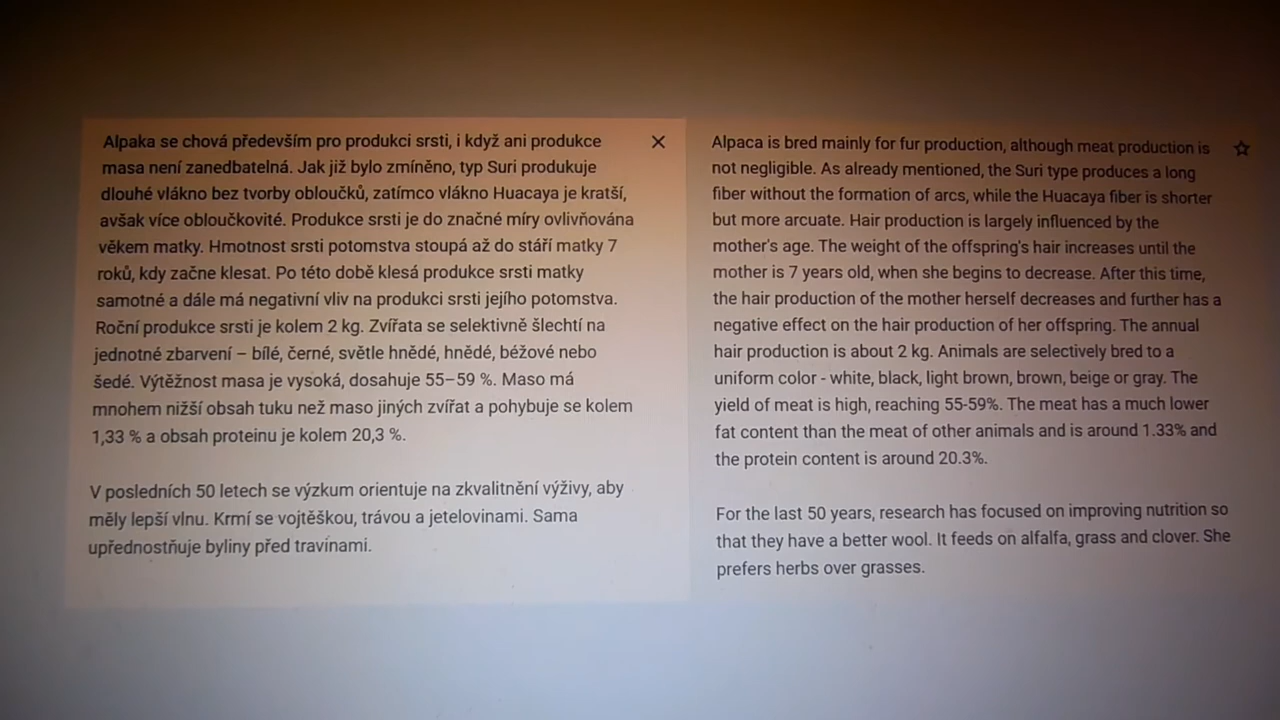 Alpaka se chová především pro produkci srsti, i když ani produkce
masa není zanedbatelná. Jak již bylo zmíněno, typ Suri produkuje
dlouhé vlákno bez tvorby obloučků, zatímco vlákno Huacaya je kratší,
avšak více obloučkovité. Produkce srsti je do značné míry ovlivňována
věkem matky. Hmotnost srsti potomstva stoupá až do stáří matky 7
roků, kdy začne klesat. Po této době klesá produkce srsti matky
samotné a dále má negativní vliv na produkci srsti jejího potomstva.
Roční produkce srsti je kolem 2 kg. Zvířata se selektivně šlechtí na
jednotné zbarvení – bílé, černé, světle hnědé, hnědé, béžové nebo
šedé. Výtěžnost masa je vysoká, dosahuje 55–59 %. Maso má
mnohem nižší obsah tuku než maso jiných zvířat a pohybuje se kolem
1,33 % a obsah proteinu je kolem 20,3 %.
V posledních 50 letech se výzkum orientuje na zkvalitnění výživy, aby
měly lepší vlnu. Krmí se vojtěškou, trávou a jetelovinami. Sama
upřednostňuje byliny před travinami.
Alpaca is bred mainly for fur production, although meat production is
not negligible. As already mentioned, the Suri type produces a long
fiber without the formation of arcs, while the Huacaya fiber is shorter
but more arcuate. Hair production is largely influenced by the
mother's age. The weight of the offspring's hair increases until the
mother is 7 years old, when she begins to decrease. After this time,
the hair production of the mother herself decreases and further has a
negative effect on the hair production of her offspring. The annual
hair production is about 2 kg. Animals are selectively bred to a
uniform color - white, black, light brown, brown, beige or gray. The
yield of meat is high, reaching 55-59%. The meat has a much lower
fat content than the meat of other animals and is around 1.33% and
the protein content is around 20.3%.
For the last 50 years, research has focused on improving nutrition so
that they have a better wool. It feeds on alfalfa, grass and clover. She
prefers herbs over grasses.